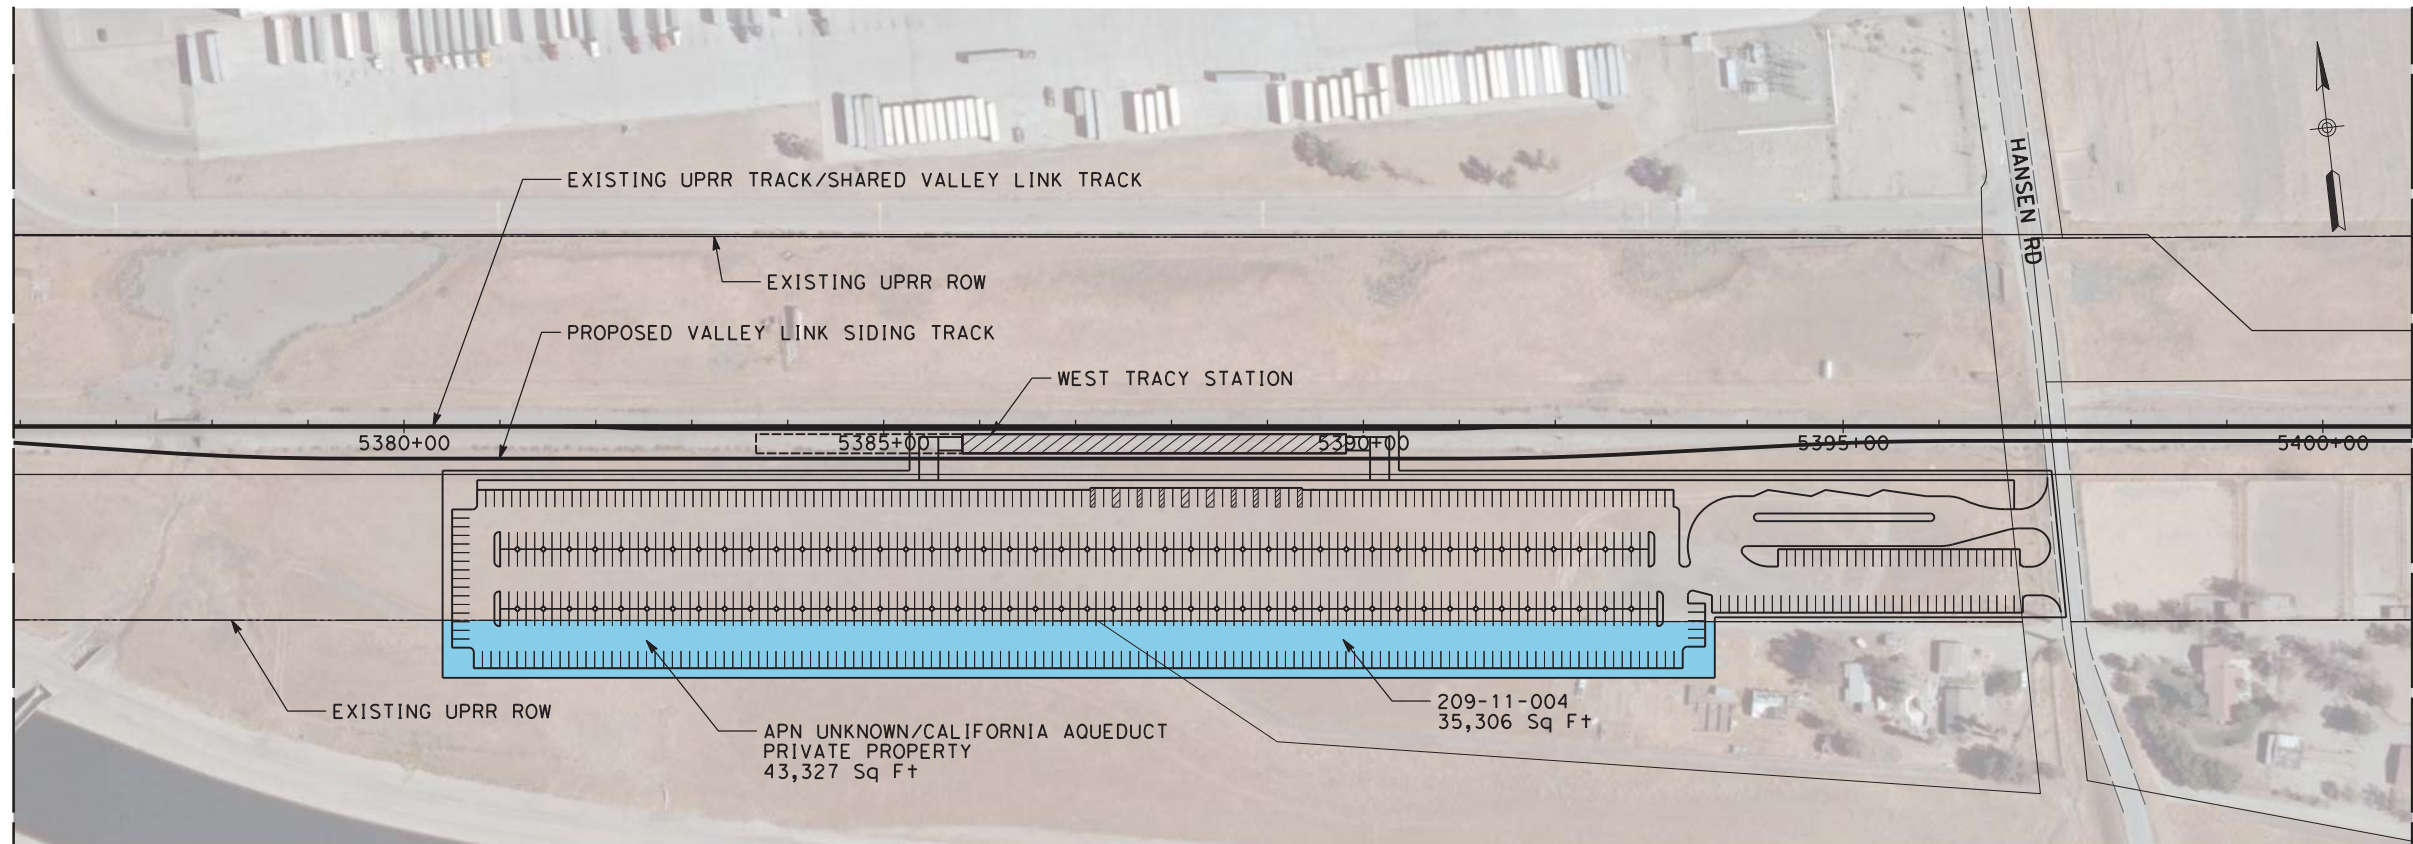 EXISTING UPRR TRACK/SHARED VALLEY LINK TRACK
HANSEN RD
EXISTING UPRR ROW
PROPOSED VALLEY LINK SIDING TRACK
WEST TRACY STATION
5380+00
5385+00
5390+00
5395+00
5400+00
EXISTING UPRR ROW
APN UNKNOWN/CALIFORNIA AQUEDUCT
PRIVATE PROPERTY
43,327 Sq Ft
209-11-004
35,306 Sq Ft